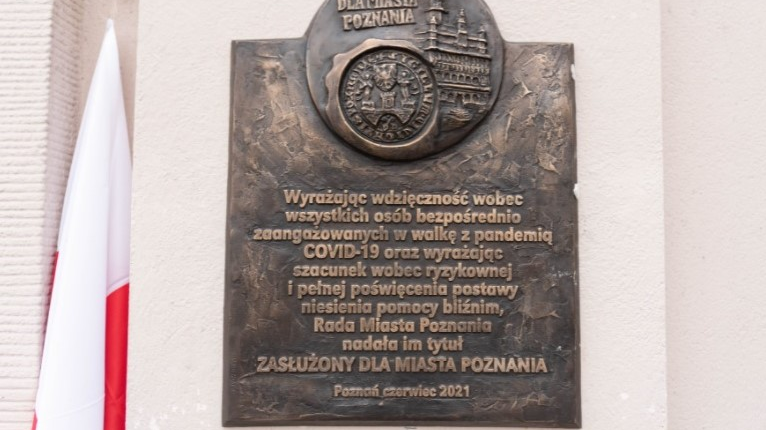 DLA MIASTA
POZNANIA
Wyrażając wdzięczność wobec
wszystkich osób bezpośrednio
zaangażowanych w walkę z pandemią
COVID-19 oraz wyrażając
szacunek wobec ryzykownej
i pełnej poświęcenia postawy
niesienia pomocy bliźnim,
Rada Miasta Poznania
nadała im tytuł
ZASŁUŻONY DLA MIASTA POZNANIA
Poznań czerwiec 2021